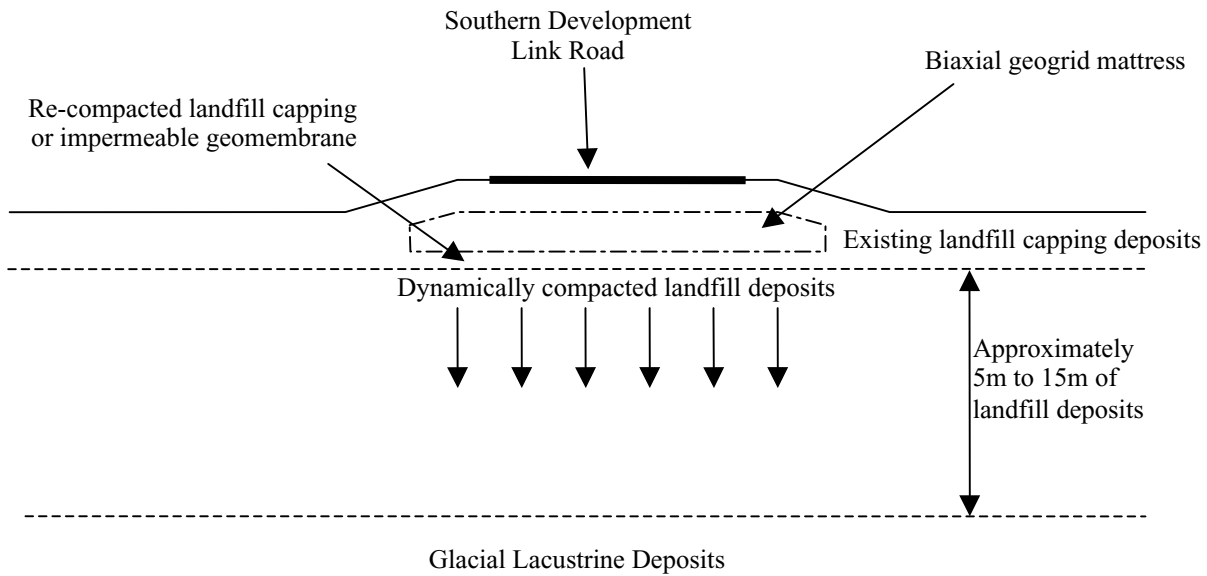 Southern Development
Link Road
Biaxial geogrid mattress
Re-compacted landfill capping
or impermeable geomembrane
Existing landfill capping deposits
Dynamically compacted landfill deposits
Approximately
5m to 15m of
landfill deposits
Glacial Lacustrine Deposits